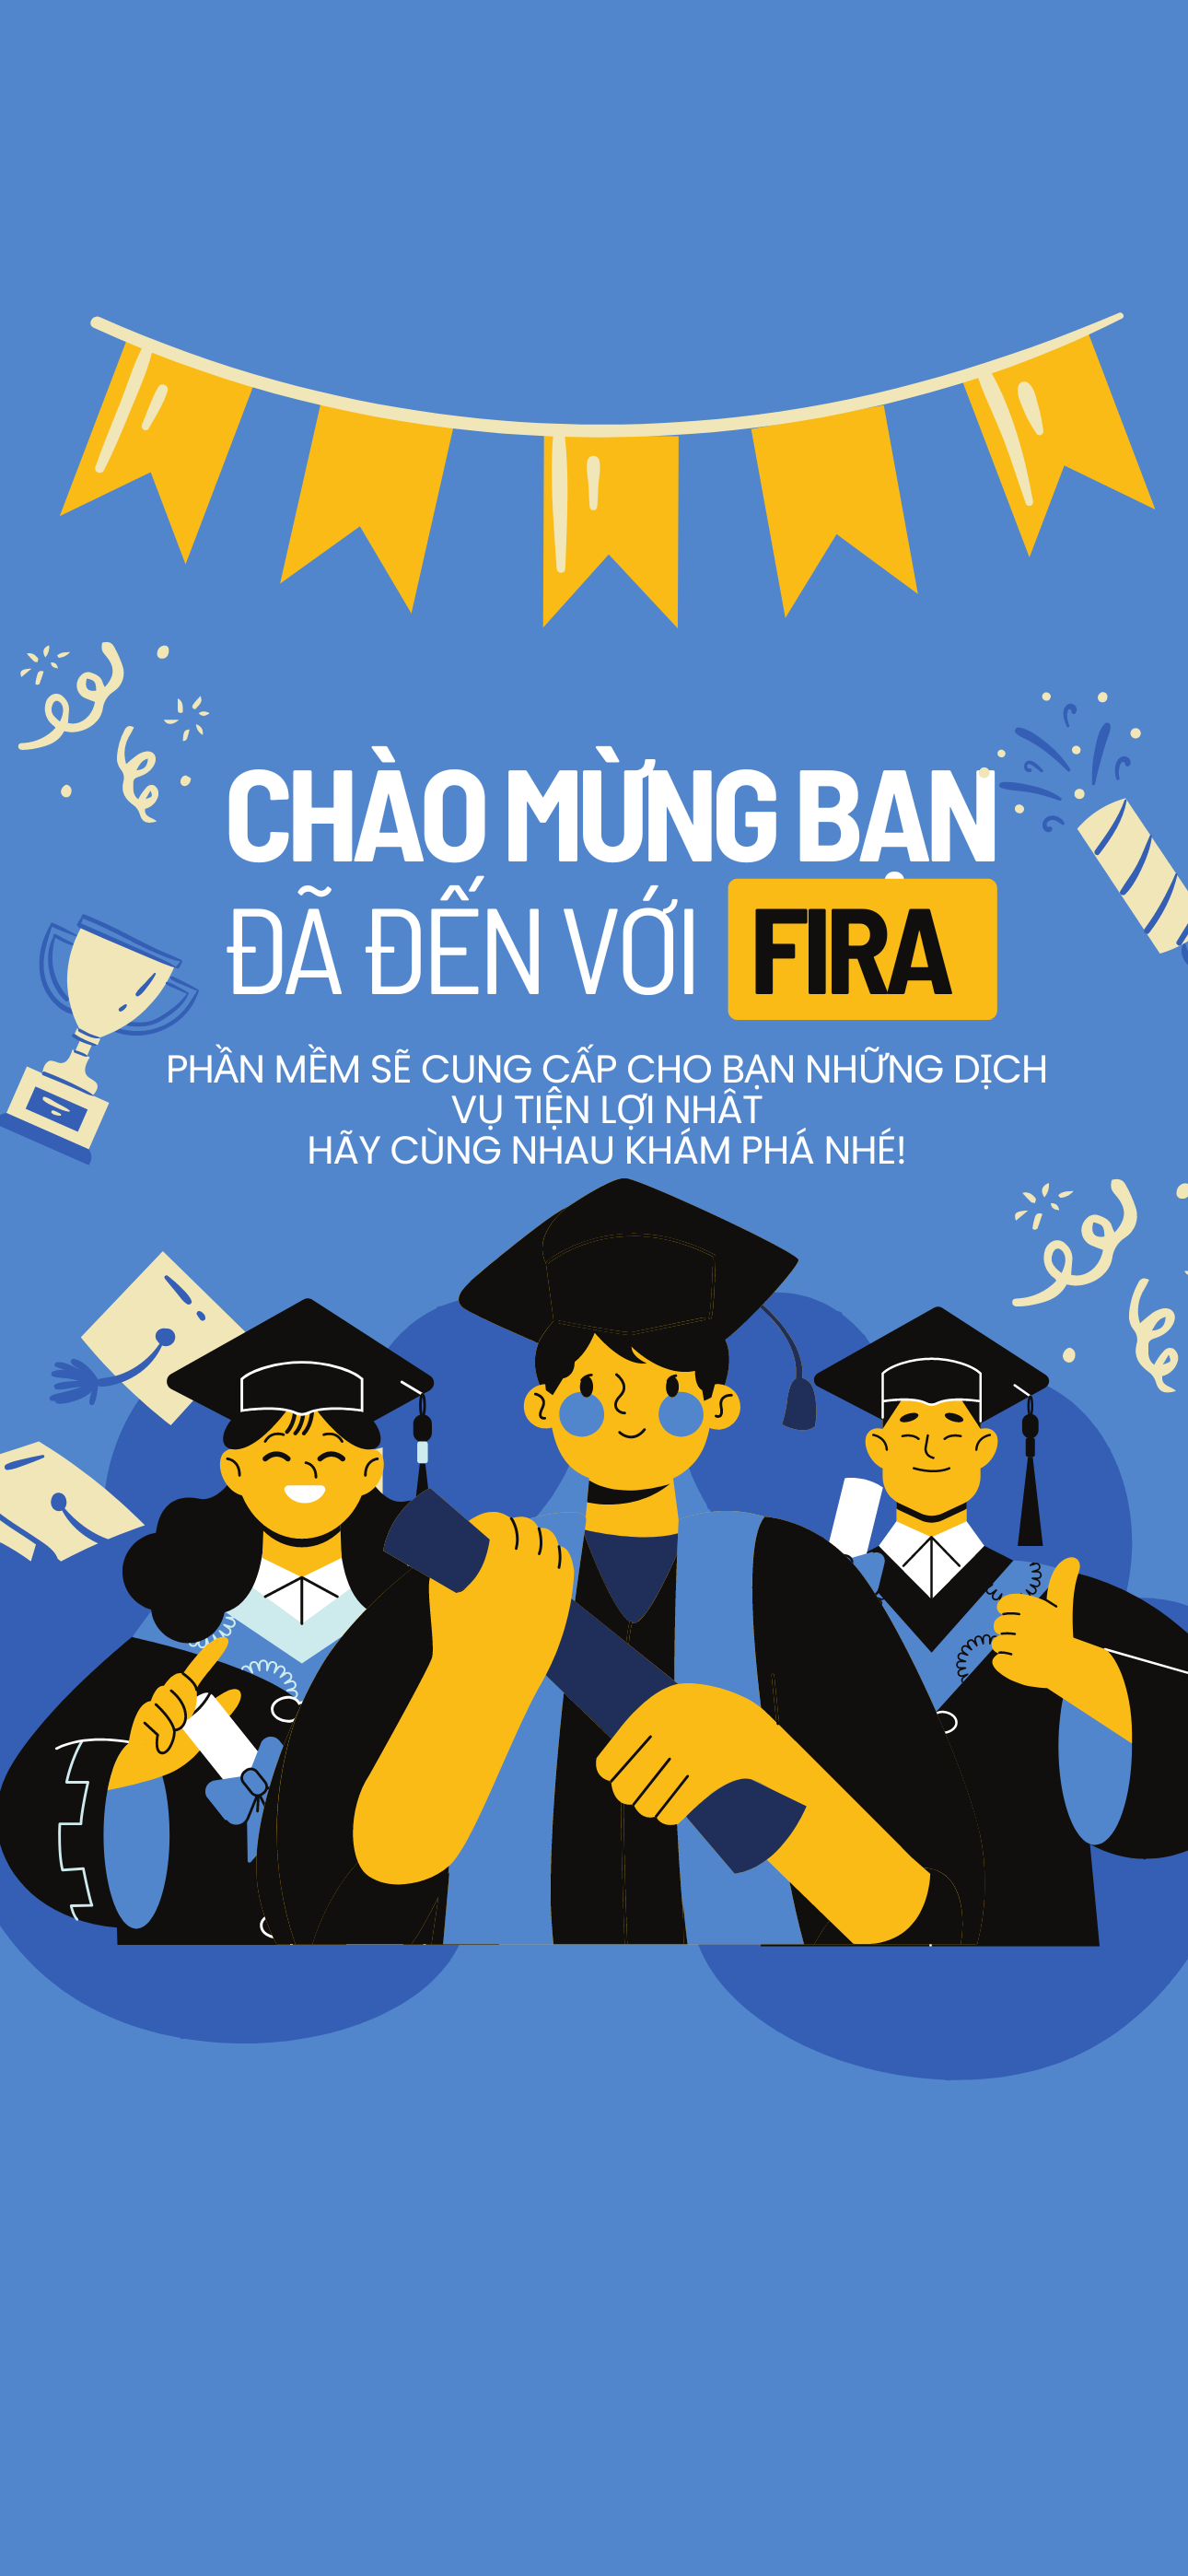 CHÀO MỪNG BẠN
ĐÃ ĐẾN VỚI FIRA
PHẦN MỀM SẼ CUNG CẤP CHO BẠN NHỮNG DỊCH
VỤ TIỆN LỢI NHÂT
HÃY CÙNG NHAU KHÁM PHÁ NHÉ!